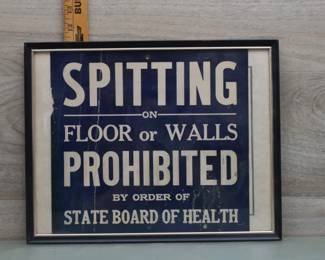 SPITTING
ON
FLOOR or WALLS
PROHIBITED
BY ORDER OF
STATE BOARD OF HEALTH